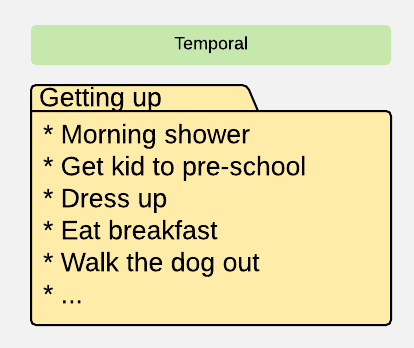 Temporal
Getting up
* Morning shower
* Get kid to pre-school
* Dress up
* Eat breakfast
* Walk the dog out
* ...